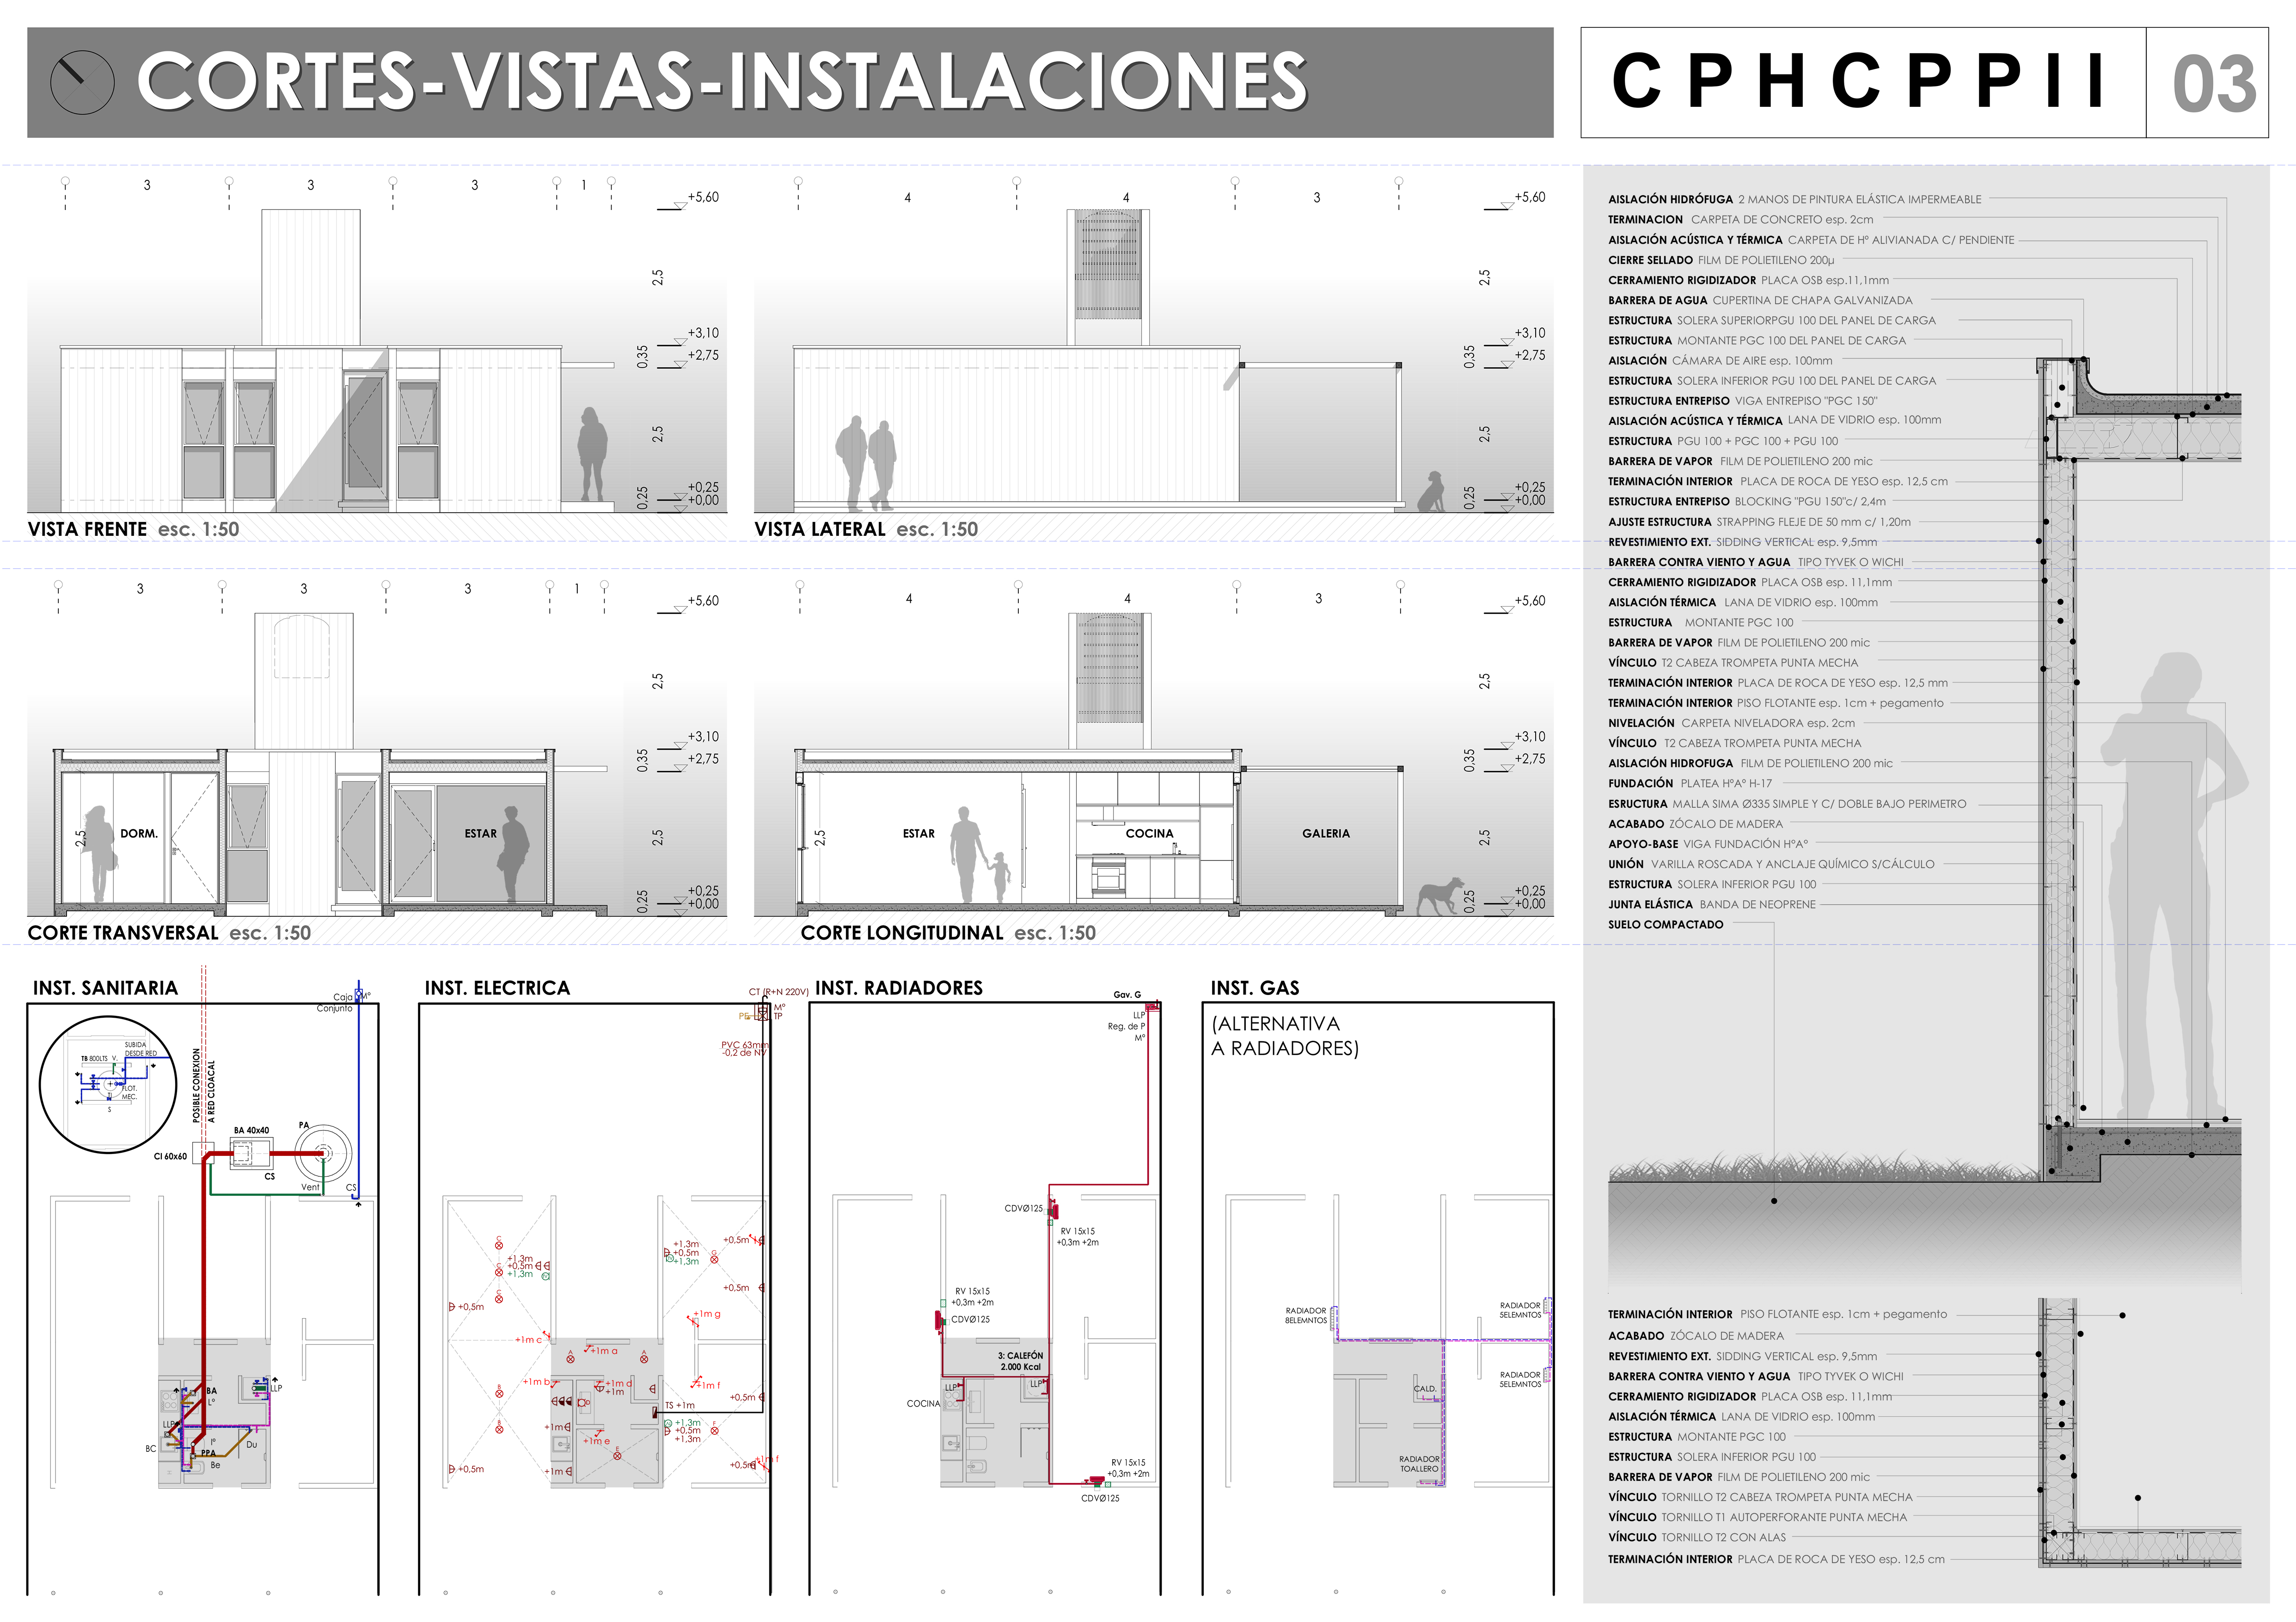 CORTES-VISTAS-INSTALACIONES
C P H C P P I I
03
3 3 3 1
+5,60
2,5
+3,10
0,35
+2,75
2,5
+0,25
0,25
+0,00
VISTA FRENTE esc. 1:50
4 4 3
+5,60
2,5
+3,10
0,35
+2,75
2,5
+0,25
0,25
+0,00
VISTA LATERAL esc. 1:50
3 3 3 1
+5,60
2,5
+3,10
0,35
+2,75
2,5
DORM.
ESTAR
2,5
+0,25
0,25
+0,00
CORTE TRANSVERSAL esc. 1:50
4 4 3
+5,60
2,5
+3,10
0,35
+2,75
2,5
ESTAR
COCINA
GALERIA
2,5
+0,25
0,25
+0,00
CORTE LONGITUDINAL esc. 1:50
INST. SANITARIA
Caja
Mº
Conjunto
SUBIDA
DESDE RED
TB 800LTS V.
FLOT.
MEC.
S
POSIBLE CONEXION
A RED CLOACAL
BA 40x40
PA
CI 60x60
CS
Vent
CS
BA
Lº
LLP
LLP
BC
Iº
PPA
Du
Be
INST. ELECTRICA
CT (R+N 220V)
Mº
PE
TP
PVC 63mm
-0,2 de NV
C
C
C
+1,3m
+0,5m
+1,3m
+1,3m
+0,5m
+1,3m
+0,5m
G
+0,5m
+0,5m
+1m g
+1m c
+1m a
A
A
+1m b
+1m d
+1m
+1m f
+0,5m
B
B
TS +1m
+1m
+1,3m
+0,5m
+1,3m
F
+1m e
E
+0,5m
+1m
+0,5m
+1m f
INST. RADIADORES
Gav. G
LLP
Reg. de P
Mº
CDVØ125
RV 15x15
+0,3m +2m
RV 15x15
+0,3m +2m
CDVØ125
3: CALEFÓN
2.000 Kcal
LLP
LLP
COCINA
RV 15x15
+0,3m +2m
CDVØ125
INST. GAS
(ALTERNATIVA
A RADIADORES)
RADIADOR
8ELEMNTOS
RADIADOR
5ELEMNTOS
RADIADOR
5ELEMNTOS
CALD.
RADIADOR
TOALLERO
AISLACIÓN HIDRÓFUGA 2 MANOS DE PINTURA ELÁSTICA IMPERMEABLE
TERMINACION CARPETA DE CONCRETO esp. 2cm
AISLACIÓN ACÚSTICA Y TÉRMICA CARPETA DE Hº ALIVIANADA C/ PENDIENTE
CIERRE SELLADO FILM DE POLIETILENO 200µ
CERRAMIENTO RIGIDIZADOR PLACA OSB esp.11,1mm
BARRERA DE AGUA CUPERTINA DE CHAPA GALVANIZADA
ESTRUCTURA SOLERA SUPERIORPGU 100 DEL PANEL DE CARGA
ESTRUCTURA MONTANTE PGC 100 DEL PANEL DE CARGA
AISLACIÓN CÁMARA DE AIRE esp. 100mm
ESTRUCTURA SOLERA INFERIOR PGU 100 DEL PANEL DE CARGA
ESTRUCTURA ENTREPISO VIGA ENTREPISO "PGC 150"
AISLACIÓN ACÚSTICA Y TÉRMICA LANA DE VIDRIO esp. 100mm
ESTRUCTURA PGU 100 + PGC 100 + PGU 100
BARRERA DE VAPOR FILM DE POLIETILENO 200 mic
TERMINACIÓN INTERIOR PLACA DE ROCA DE YESO esp. 12,5 cm
ESTRUCTURA ENTREPISO BLOCKING "PGU 150"c/ 2,4m
AJUSTE ESTRUCTURA STRAPPING FLEJE DE 50 mm c/ 1,20m
REVESTIMIENTO EXT. SIDDING VERTICAL esp. 9,5mm
BARRERA CONTRA VIENTO Y AGUA TIPO TYVEK O WICHI
CERRAMIENTO RIGIDIZADOR PLACA OSB esp. 11,1mm
AISLACIÓN TÉRMICA LANA DE VIDRIO esp. 100mm
ESTRUCTURA MONTANTE PGC 100
BARRERA DE VAPOR FILM DE POLIETILENO 200 mic
VÍNCULO T2 CABEZA TROMPETA PUNTA MECHA
TERMINACIÓN INTERIOR PLACA DE ROCA DE YESO esp. 12,5 mm
TERMINACIÓN INTERIOR PISO FLOTANTE esp. 1cm + pegamento
NIVELACIÓN CARPETA NIVELADORA esp. 2cm
VÍNCULO T2 CABEZA TROMPETA PUNTA MECHA
AISLACIÓN HIDROFUGA FILM DE POLIETILENO 200 mic
FUNDACIÓN PLATEA HºAº H-17
ESRUCTURA MALLA SIMA Ø335 SIMPLE Y C/ DOBLE BAJO PERIMETRO
ACABADO ZÓCALO DE MADERA
APOYO-BASE VIGA FUNDACIÓN HºAº
UNIÓN VARILLA ROSCADA Y ANCLAJE QUÍMICO S/CÁLCULO
ESTRUCTURA SOLERA INFERIOR PGU 100
JUNTA ELÁSTICA BANDA DE NEOPRENE
SUELO COMPACTADO
TERMINACIÓN INTERIOR PISO FLOTANTE esp. 1cm + pegamento
ACABADO ZÓCALO DE MADERA
REVESTIMIENTO EXT. SIDDING VERTICAL esp. 9,5mm
BARRERA CONTRA VIENTO Y AGUA TIPO TYVEK O WICHI
CERRAMIENTO RIGIDIZADOR PLACA OSB esp. 11,1mm
AISLACIÓN TÉRMICA LANA DE VIDRIO esp. 100mm
ESTRUCTURA MONTANTE PGC 100
ESTRUCTURA SOLERA INFERIOR PGU 100
BARRERA DE VAPOR FILM DE POLIETILENO 200 mic
VÍNCULO TORNILLO T2 CABEZA TROMPETA PUNTA MECHA
VÍNCULO TORNILLO T1 AUTOPERFORANTE PUNTA MECHA
VÍNCULO TORNILLO T2 CON ALAS
TERMINACIÓN INTERIOR PLACA DE ROCA DE YESO esp. 12,5 cm